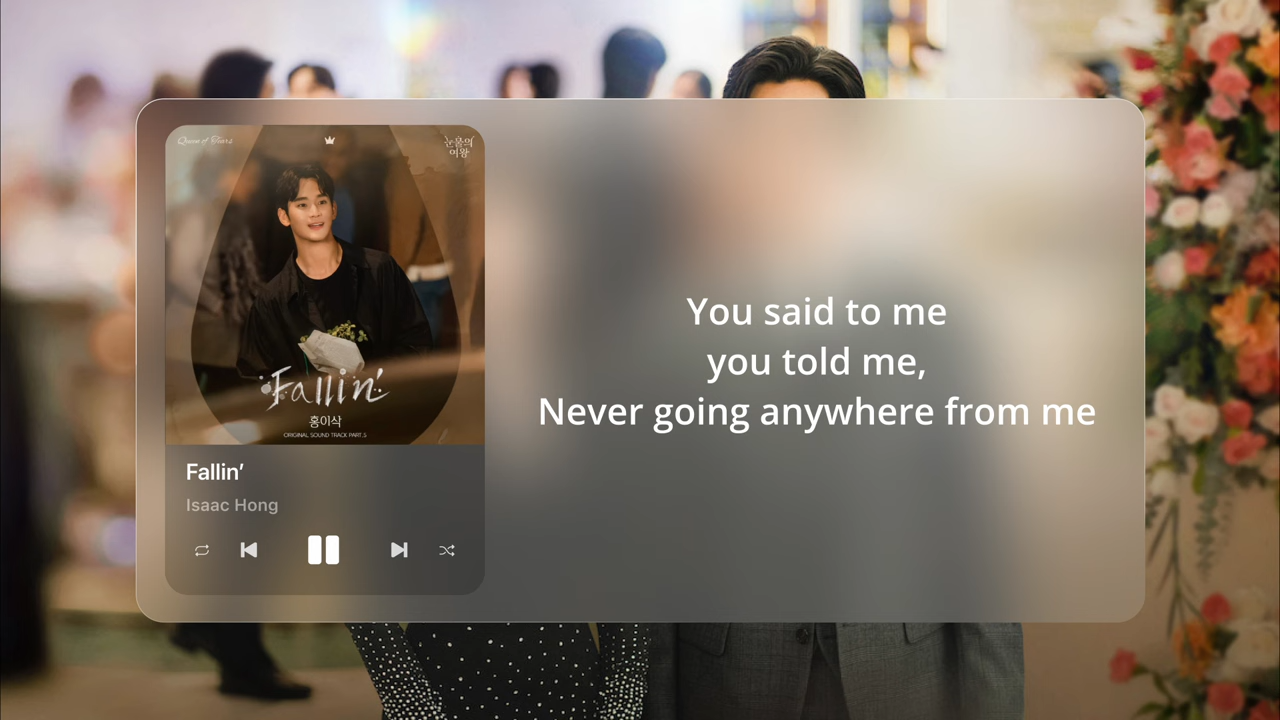 Queen of Tears
눈물의
여왕
Fallin'
홍이삭
ORIGINAL SOUND TRACK PART.5
Fallin'
Isaac Hong
You said to me
you told me,
Never going anywhere from me